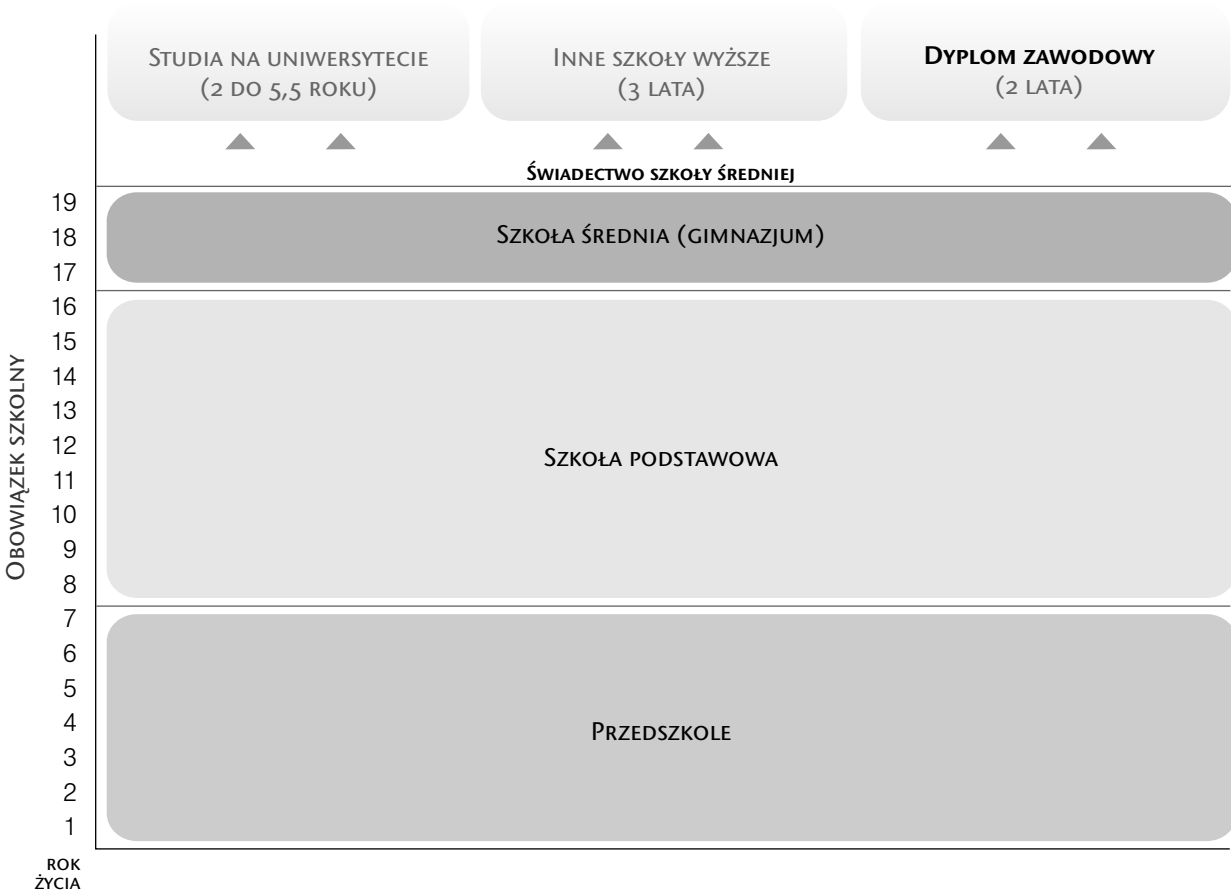 Studia na uniwersytecie
(2 do 5,5 roku)
Inne szkoły wyższe
(3 lata)
Dyplom zawodowy
(2 lata)
Świadectwo szkoły średniej
19
18
17
Szkoła średnia (gimnazjum)
16
15
14
13
12
11
10
9
8
Szkoła podstawowa
Obowiązek szkolny
7
6
5
4
3
2
1
Przedszkole
rok
życia